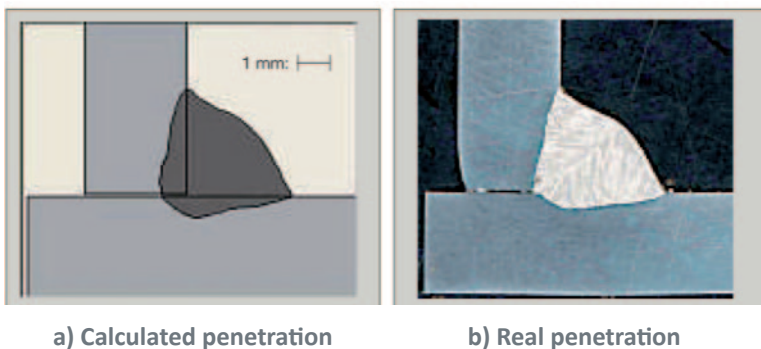 1 mm:
a) Calculated penetration
b) Real penetration